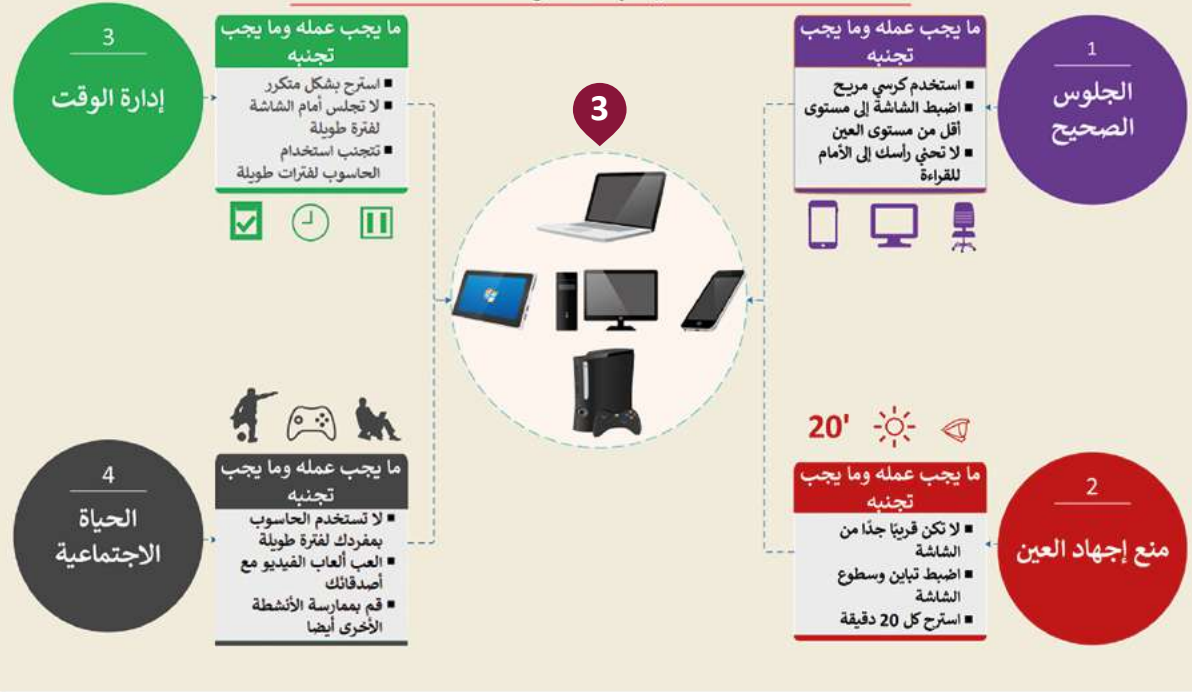 1
الجلوس
الصحيح
ما يجب عمله وما يجب
تجنبه
▪ استخدم كرسي مريح
▪ اضبط الشاشة إلى مستوى
أقل من مستوى العين
▪ لا تحني رأسك إلى الأمام
للقراءة
3
3
إدارة الوقت
ما يجب عمله وما يجب
تجنبه
▪ استرح بشكل متكرر
▪ لا تجلس أمام الشاشة
لفترة طويلة
▪ تتجنب استخدام
الحاسوب لفترات طويلة
20'
2
منع إجهاد العين
ما يجب عمله وما يجب
تجنبه
▪ لا تكن قريبًا جدًا من
الشاشة
▪ اضبط تباين وسطوع
الشاشة
▪ استرح كل 20 دقيقة
4
الحياة
الاجتماعية
ما يجب عمله وما يجب
تجنبه
▪ لا تستخدم الحاسوب
بمفردك لفترة طويلة
▪ العب ألعاب الفيديو مع
أصدقائك
▪ قم بممارسة الأنشطة
الأخرى أيضا